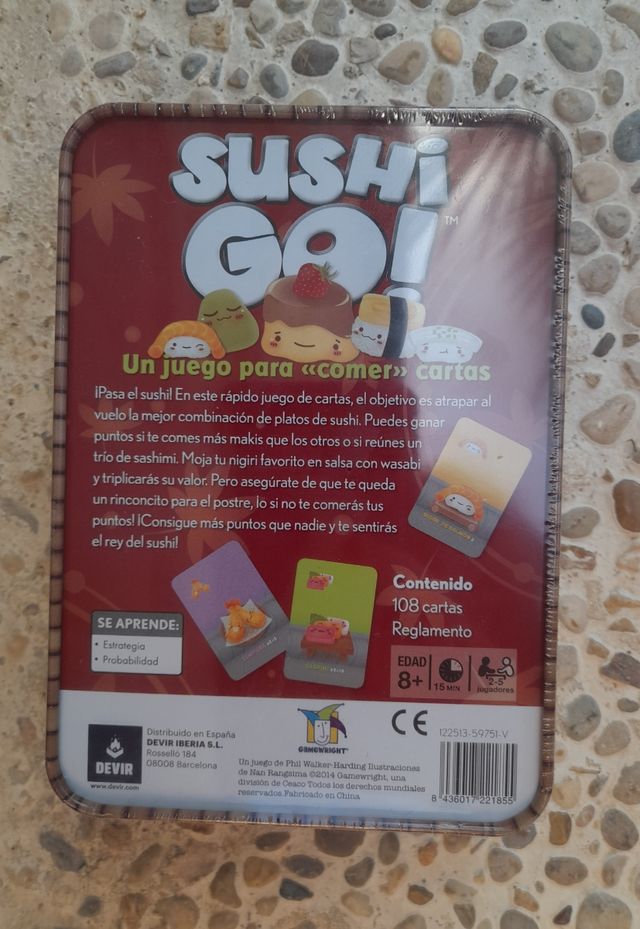 SUSHi
GO!™
Un juego para «comer» cartas
¡Pasa el sushi! En este rápido juego de cartas, el objetivo es atrapar al
vuelo la mejor combinación de platos de sushi. Puedes ganar
puntos si te comes más makis que los otros o si reúnes un
trío de sashimi. Moja tu nigiri favorito en salsa con wasabi
y triplicarás su valor. Pero asegúrate de que te queda
un rinconcito para el postre, ¡o si no te comerás tus
puntos! ¡Consigue más puntos que nadie y te sentirás
el rey del sushi!
SE APRENDE:
• Estrategia
• Probabilidad
Contenido
108 cartas
Reglamento
EDAD
8+
15 MIN
2-5
jugadores
DEVIR
www.devir.com
Distribuido en España
DEVIR IBERIA S.L.
Rosselló 184
08008 Barcelona
GAMEWRIGHT
Un juego de Phil Walker-Harding Ilustraciones
de Nan Rangsima ©2014 Gamewright, una
división de Ceaco Todos los derechos mundiales
reservados.Fabricado en China
CE
122513-59751-V
8 436017 221855